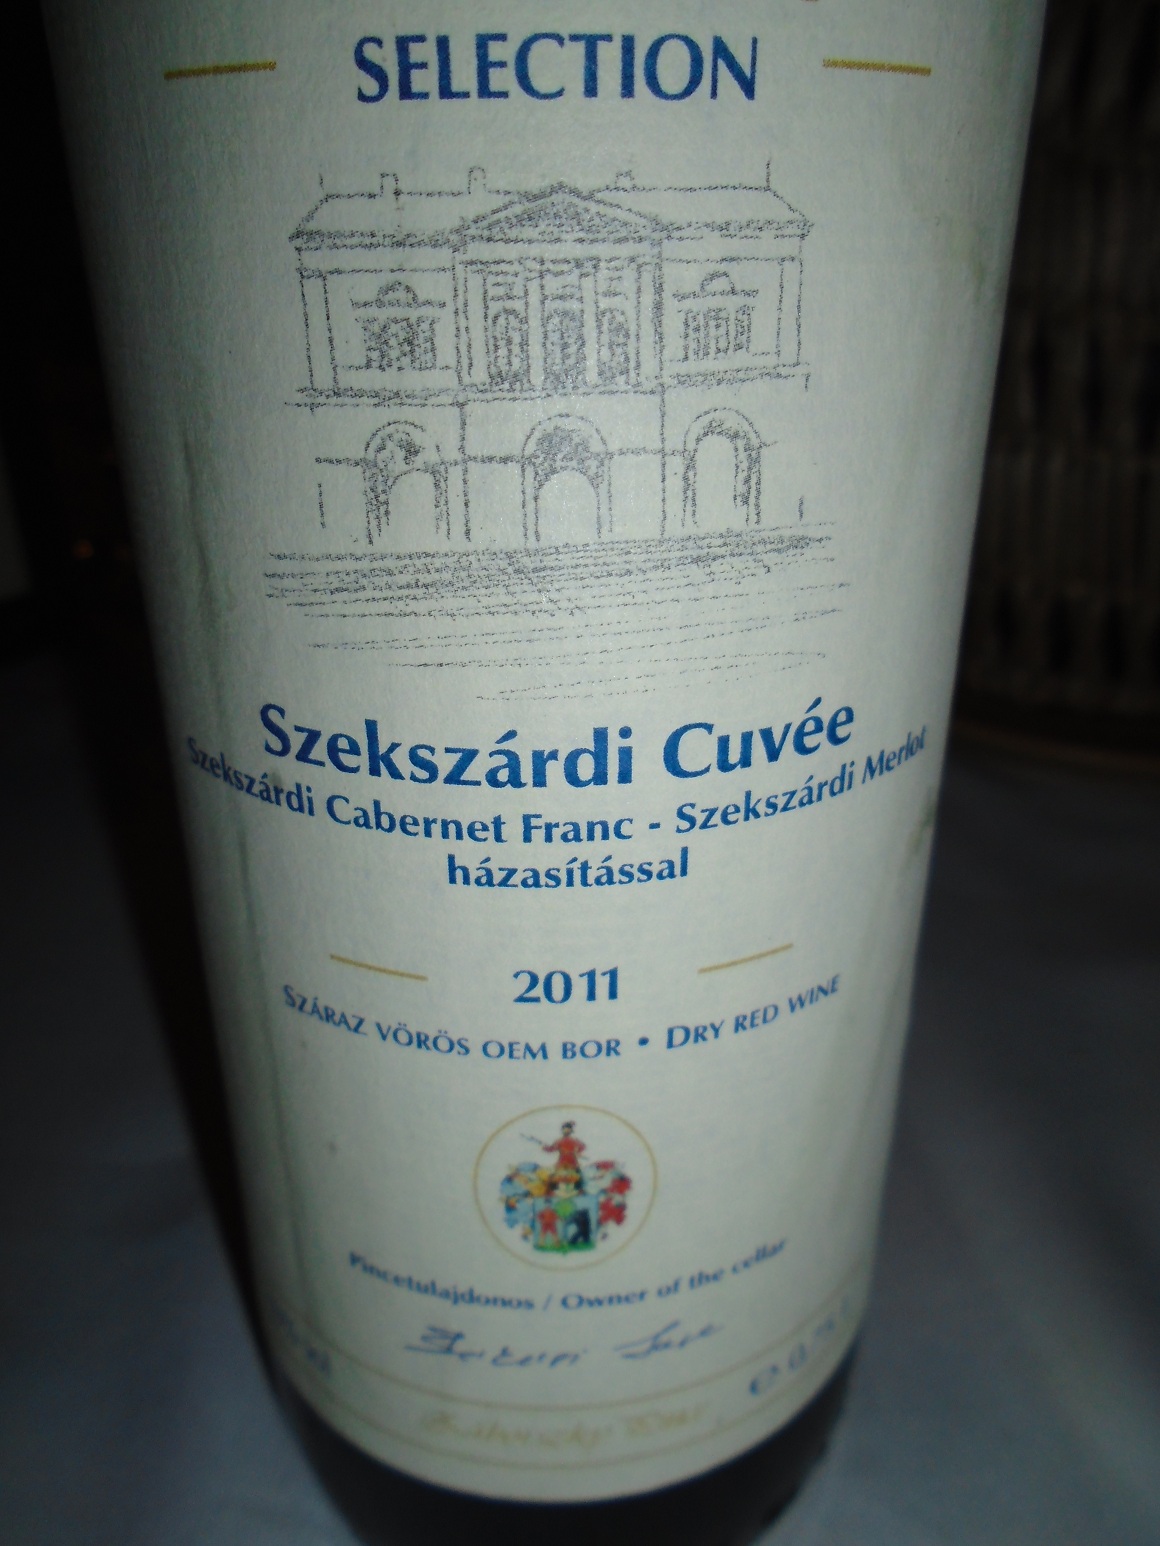 SELECTION
Szekszárdi Cuvée
Szekszárdi Cabernet Franc - Szekszárdi Merlot
házasítással
2011
SZÁRAZ VÖRÖS OEM BOR • DRY RED WINE
Pincetulajdonos / Owner of the cellar